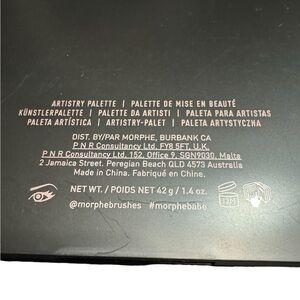 ARTISTRY PALETTE | PALETTE DE MISE EN BEAUTÉ
KÜNSTLERPALETTE | PALETTE DA ARTISTI | PALETA PARA ARTISTAS
PALETA ARTÍSTICA | ARTISTRY-PALET | PALETA ARTYSTYCZNA
DIST. BY/PAR MORPHE, BURBANK CA
P N R Consultancy Ltd. FY8 5FT, U.K.
P N R Consultancy Ltd. 152, Office 9, SGN9030, Malta
2 Jamaica Street. Peregian Beach QLD 4573 Australia
Made in China. Fabriqué en Chine.
NET WT. / POIDS NET 42 g / 1.4 oz.
@morphebrushes #morphebabe